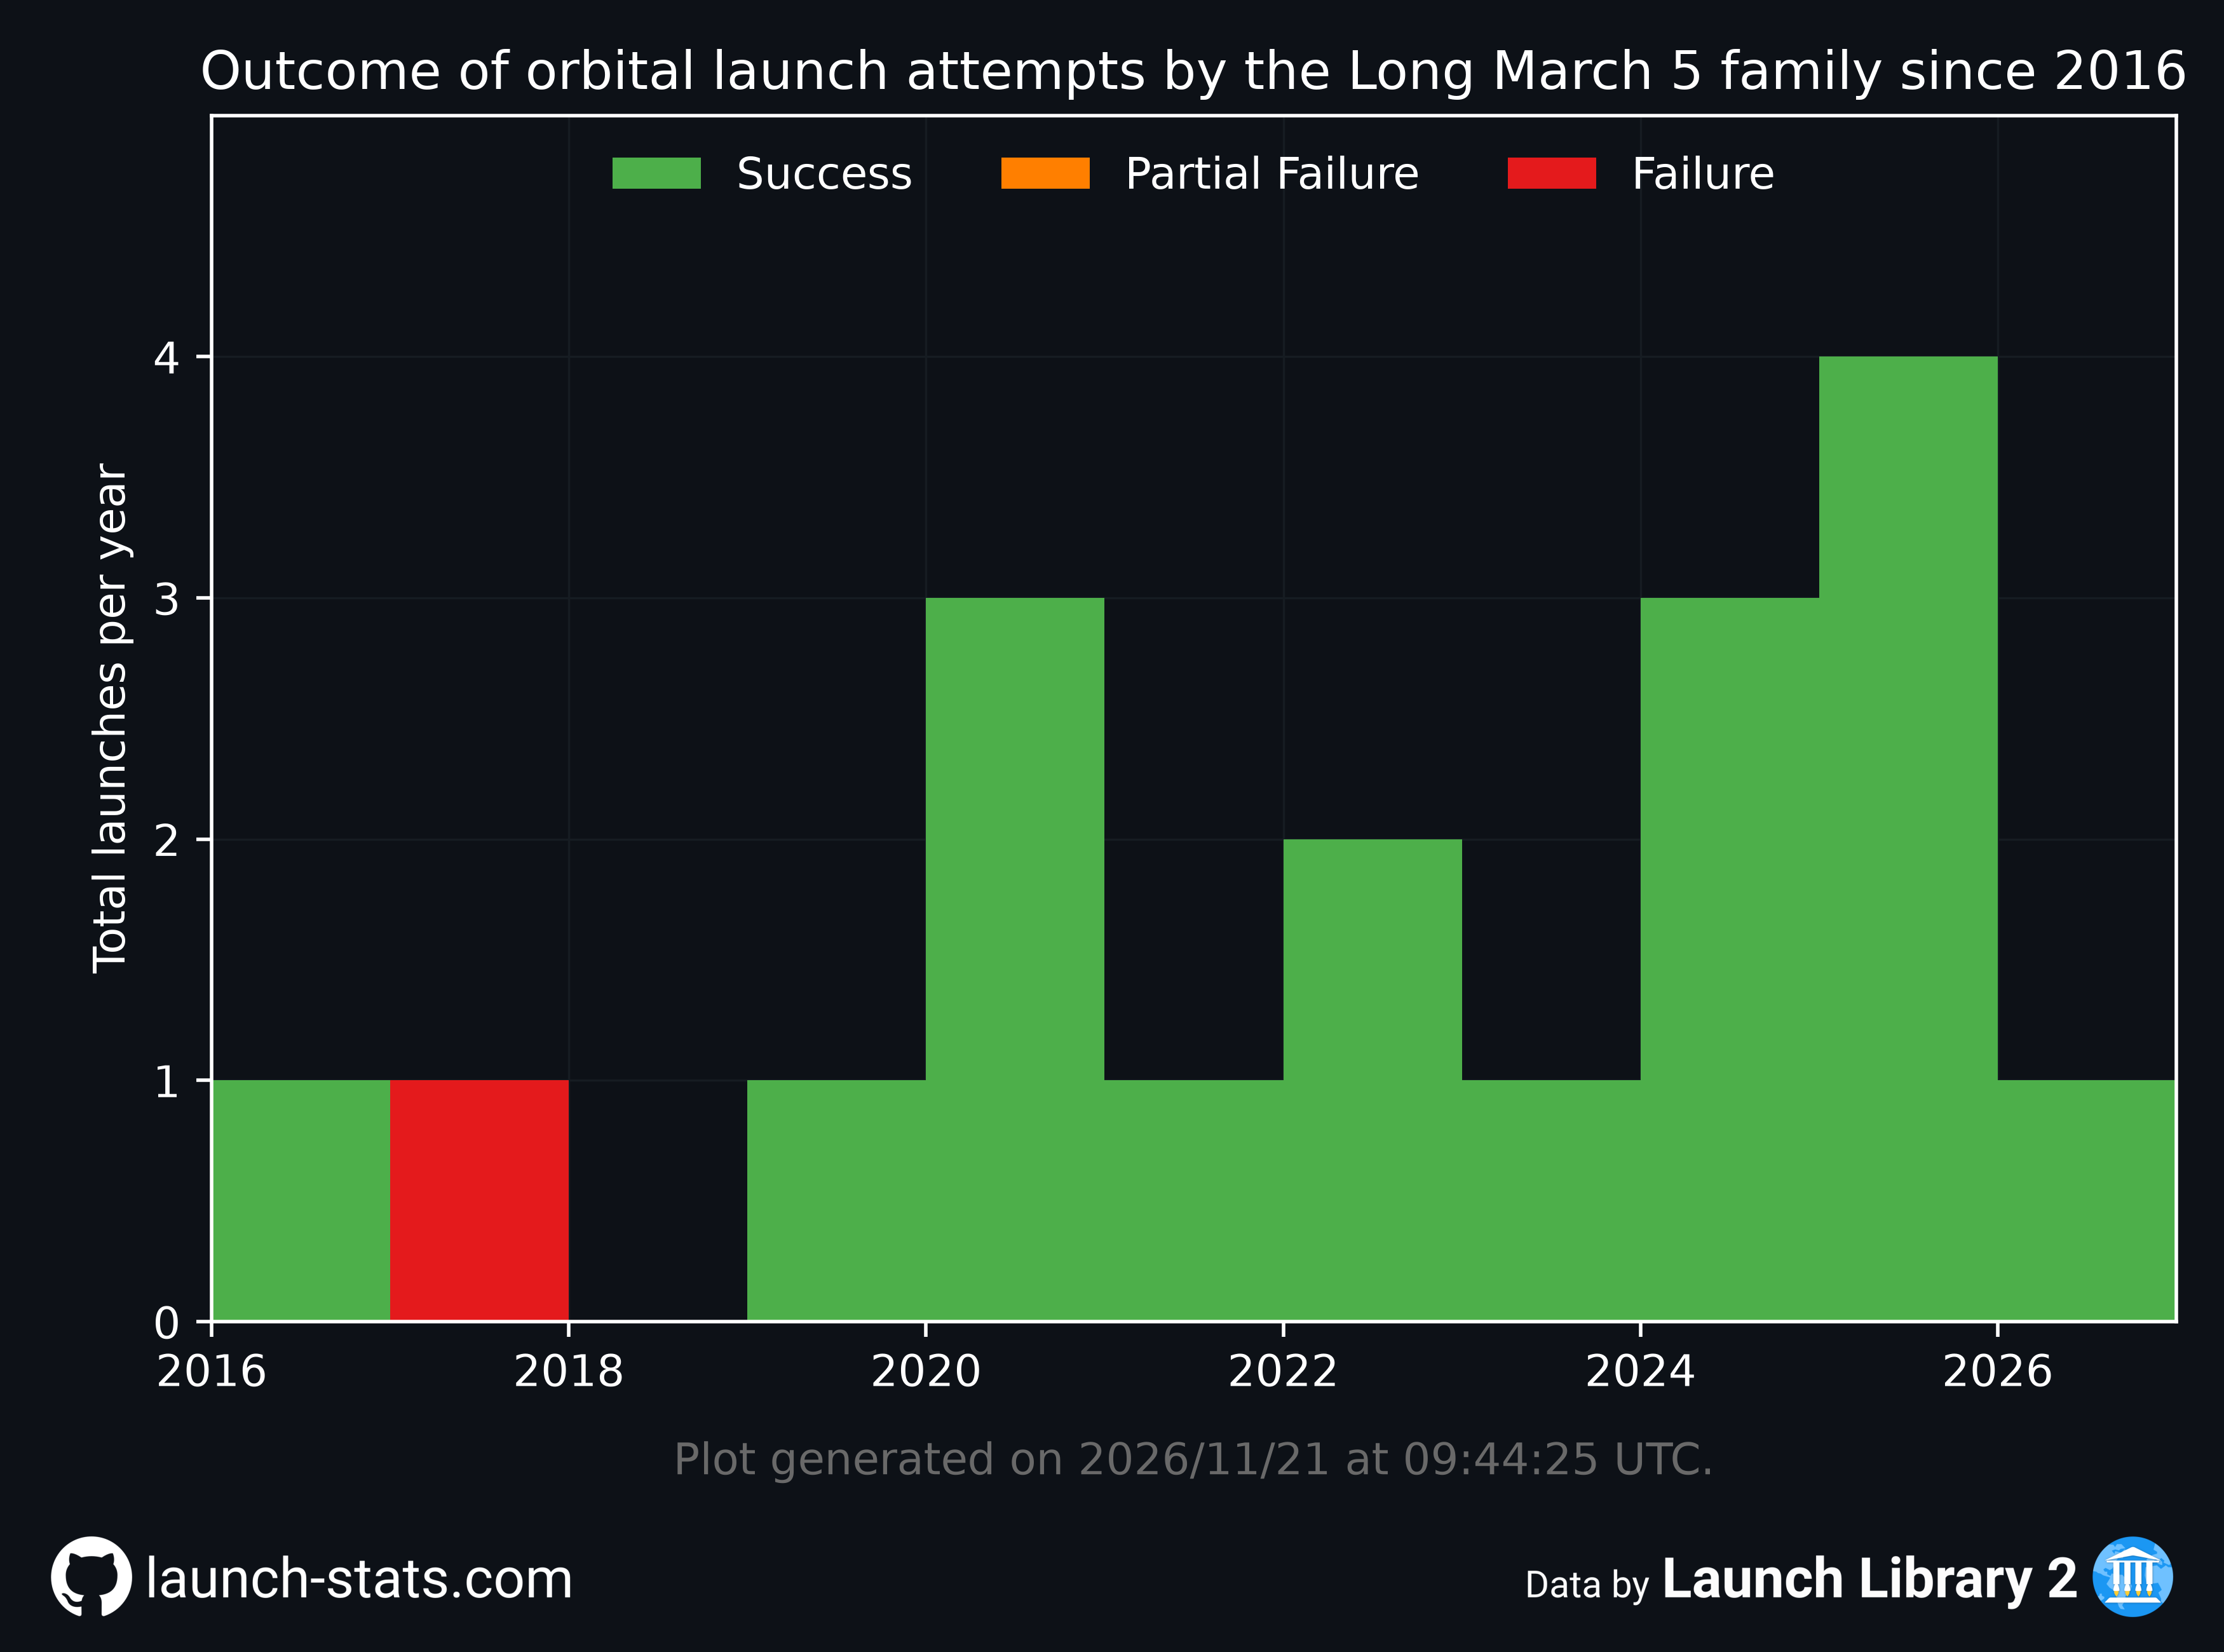 Outcome of orbital launch attempts by the Long March 5 family since 2016
Success
Partial Failure
Failure
Total launches per year
4
3
2
1
0
2016
2018
2020
2022
2024
2026
Plot generated on 2026/11/21 at 09:44:25 UTC.
launch-stats.com
Data by Launch Library 2